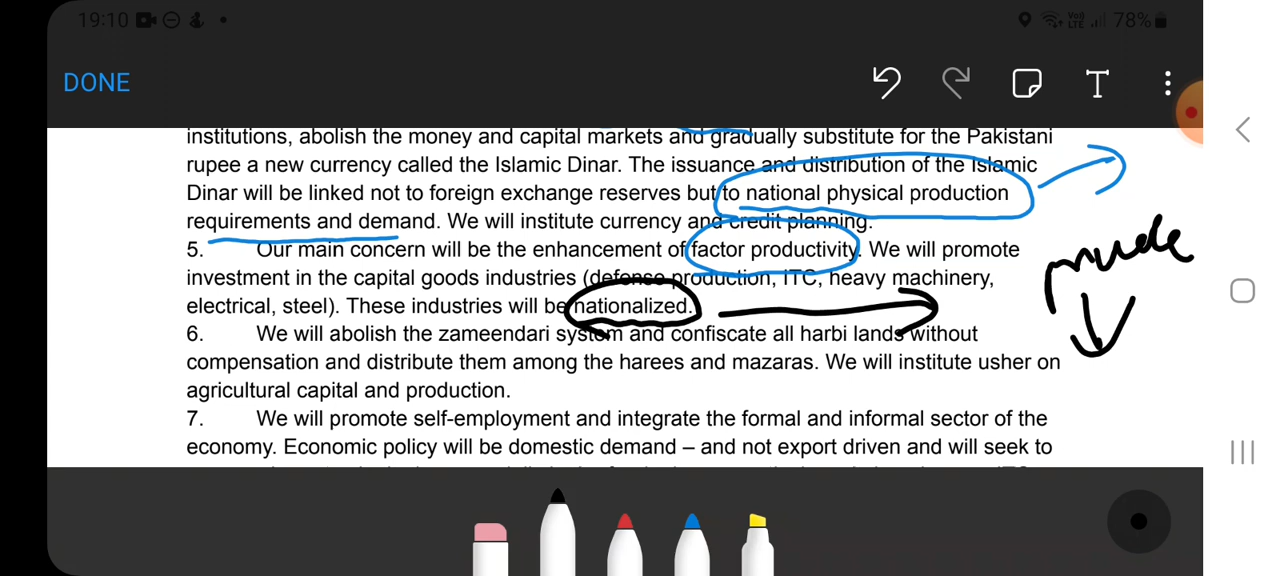 19:10 78%
Voo LTE
DONE T
institutions, abolish the money and capital markets and gradually substitute for the Pakistani
rupee a new currency called the Islamic Dinar. The issuance and distribution of the Islamic
Dinar will be linked not to foreign exchange reserves but to national physical production
requirements and demand. We will institute currency and credit planning.
5. Our main concern will be the enhancement of factor productivity. We will promote
investment in the capital goods industries (defense production, ITC, heavy machinery,
electrical, steel). These industries will be nationalized.
6. We will abolish the zameendari system and confiscate all harbi lands without
compensation and distribute them among the harees and mazaras. We will institute usher on
agricultural capital and production.
7. We will promote self-employment and integrate the formal and informal sector of the
economy. Economic policy will be domestic demand – and not export driven and will seek to